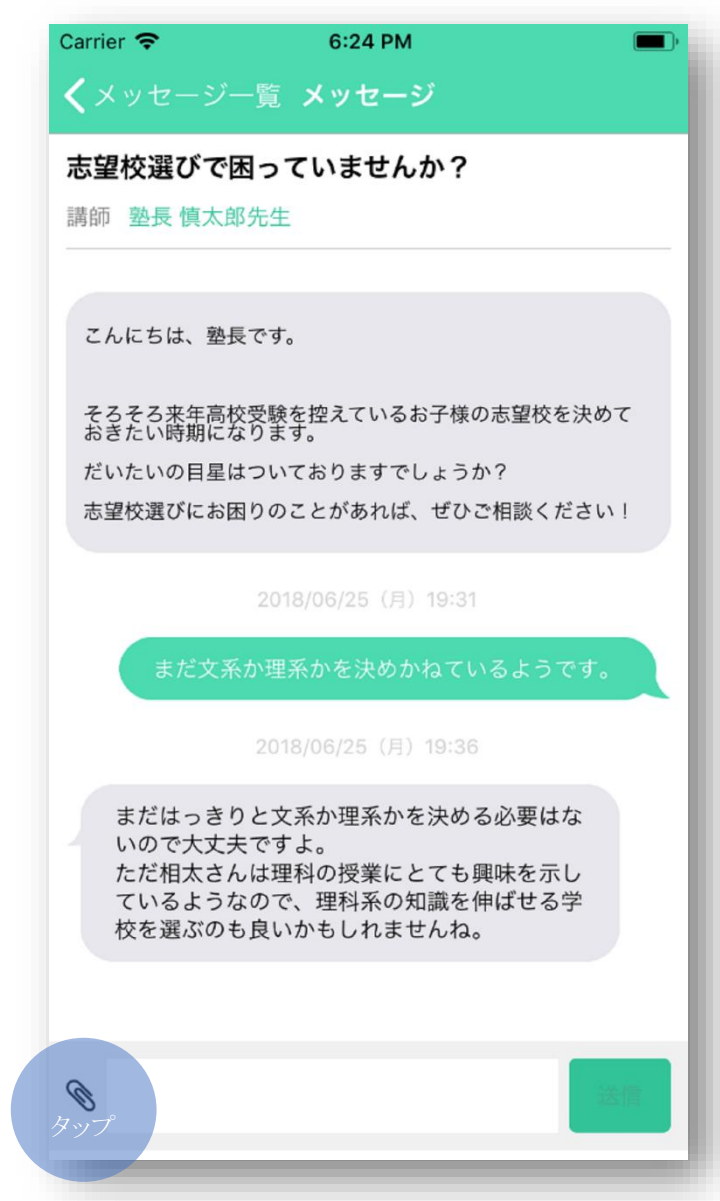 Carrier 6:24 PM
メッセージ一覧 メッセージ
志望校選びで困っていませんか？
講師 塾長 慎太郎先生
こんにちは、塾長です。
そろそろ来年高校受験を控えているお子様の志望校を決めて
おきたい時期になります。
だいたいの目星はついておりますでしょうか？
志望校選びにお困りのことがあれば、ぜひご相談ください！
2018/06/25（月）19:31
まだ文系か理系かを決めかねているようです。
2018/06/25（月）19:36
まだはっきりと文系か理系かを決める必要はな
いので大丈夫ですよ。
ただ相太さんは理科の授業にとても興味を示し
ているようなので、理科系の知識を伸ばせる学
校を選ぶのも良いかもしれませんね。
タップ
送信